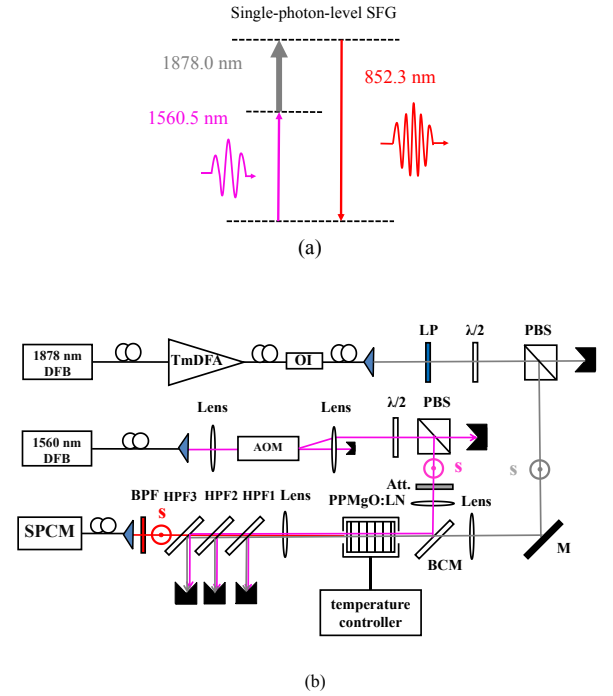 Single-photon-level SFG
1878.0 nm
852.3 nm
1560.5 nm
(a)
LP λ/2 PBS
1878 nm
DFB
TmDFA
OI
Lens Lens λ/2 PBS
1560 nm
DFB
AOM
S
S
Att.
BPF HPF3 HPF2 HPF1 Lens PPMgO:LN Lens
S
SPCM
BCM
M
temperature
controller
(b)